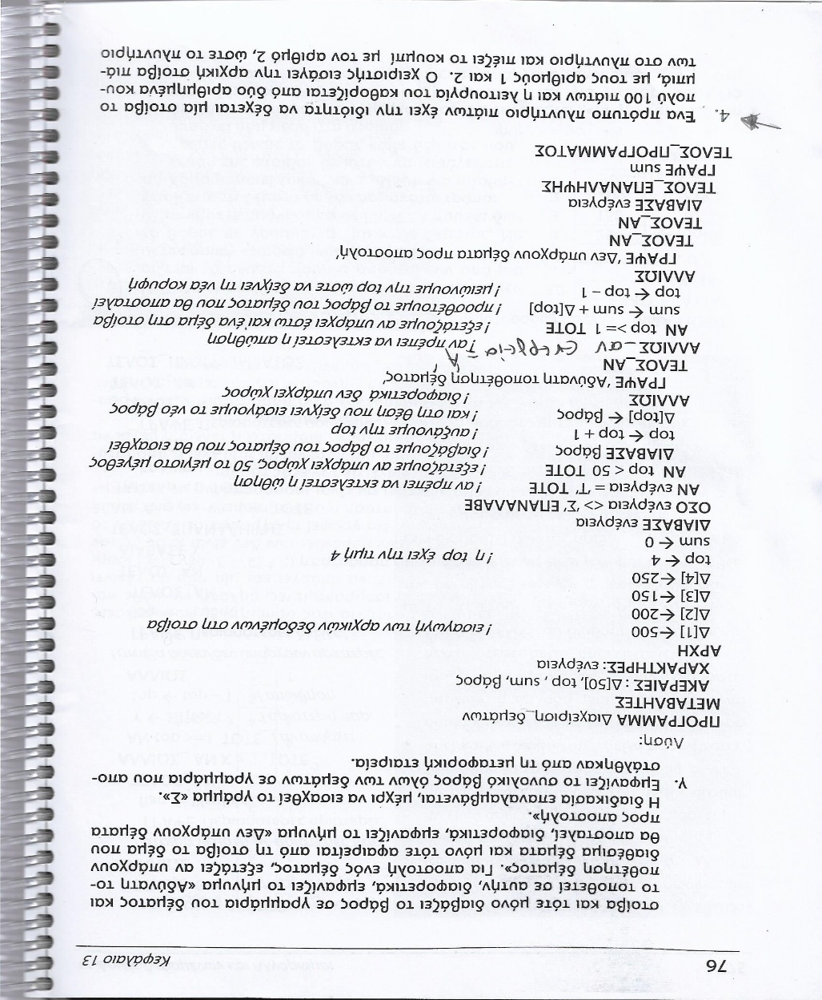 76 Κεφάλαιο 13
στοίβα και τότε μόνο διαβάζει το βάρος σε γραμμάρια του δέματος και
το τοποθετεί σε αυτήν, διαφορετικά, εμφανίζει το μήνυμα «Αδύνατη το-
ποθέτηση δέματος». Για αποστολή ενός δέματος, εξετάζει αν υπάρχουν
διαθέσιμα δέματα και μόνο τότε αφαιρείται από τη στοίβα το δέμα που
θα αποσταλεί, διαφορετικά, εμφανίζει το μήνυμα «Δεν υπάρχουν δέματα
προς αποστολή».
Η διαδικασία επαναλαμβάνεται, μέχρι να εισαχθεί το γράμμα «Σ».
γ. Εμφανίζει το συνολικό βάρος όλων των δεμάτων σε γραμμάρια που απο-
στάλθηκαν από τη μεταφορική εταιρεία.
Λύση:
ΠΡΟΓΡΑΜΜΑ Διαχείριση_δεμάτων
ΜΕΤΑΒΛΗΤΕΣ
ΑΚΕΡΑΙΕΣ : Δ[50], top , sum, βάρος
ΧΑΡΑΚΤΗΡΕΣ: ενέργεια
ΑΡΧΗ
Δ[1] ←500 ! εισαγωγή των αρχικών δεδομένων στη στοίβα
Δ[2] ←200
Δ[3] ←150
Δ[4] ←250
top ← 4 ! η top έχει την τιμή 4
sum ← 0
ΔΙΑΒΑΣΕ ενέργεια
ΟΣΟ ενέργεια <> 'Σ' ΕΠΑΝΑΛΑΒΕ
ΑΝ ενέργεια = 'Τ' ΤΟΤΕ ! αν πρέπει να εκτελεστεί η ώθηση
ΑΝ top < 50 ΤΟΤΕ ! εξετάζουμε αν υπάρχει χώρος, 50 το μέγιστο μέγεθος
ΔΙΑΒΑΣΕ βάρος ! διαβάζουμε το βάρος του δέματος που θα εισαχθεί
top ← top + 1 ! αυξάνουμε την top
Δ[top] ← βάρος ! και στη θέση που δείχνει εισάγουμε το νέο βάρος
ΑΛΛΙΩΣ ! διαφορετικά δεν υπάρχει χώρος
ΓΡΑΨΕ 'Αδύνατη τοποθέτηση δέματος'
ΤΕΛΟΣ_ΑΝ
ΑΛΛΙΩΣ_αν ενέργεια = 'Α' ! αν πρέπει να εκτελεστεί η απώθηση
ΑΝ top >= 1 ΤΟΤΕ ! εξετάζουμε αν υπάρχει έστω και ένα δέμα στη στοίβα
sum ← sum + Δ[top] ! προσθέτουμε το βάρος του δέματος που θα αποσταλεί
top ← top – 1 ! μειώνουμε την top ώστε να δείχνει τη νέα κορυφή
ΑΛΛΙΩΣ
ΓΡΑΨΕ 'Δεν υπάρχουν δέματα προς αποστολή'
ΤΕΛΟΣ_ΑΝ
ΤΕΛΟΣ_ΑΝ
ΔΙΑΒΑΣΕ ενέργεια
ΤΕΛΟΣ_ΕΠΑΝΑΛΗΨΗΣ
ΓΡΑΨΕ sum
ΤΕΛΟΣ_ΠΡΟΓΡΑΜΜΑΤΟΣ
4. Ένα πρότυπο πλυντήριο πιάτων έχει την ιδιότητα να δέχεται μία στοίβα το
πολύ 100 πιάτων και η λειτουργία του καθορίζεται από δύο αριθμημένα κου-
μπιά, με τους αριθμούς 1 και 2. Ο χειριστής εισάγει την αρχική στοίβα πιά-
των στο πλυντήριο και πιέζει το κουμπί με τον αριθμό 2, ώστε το πλυντήριο